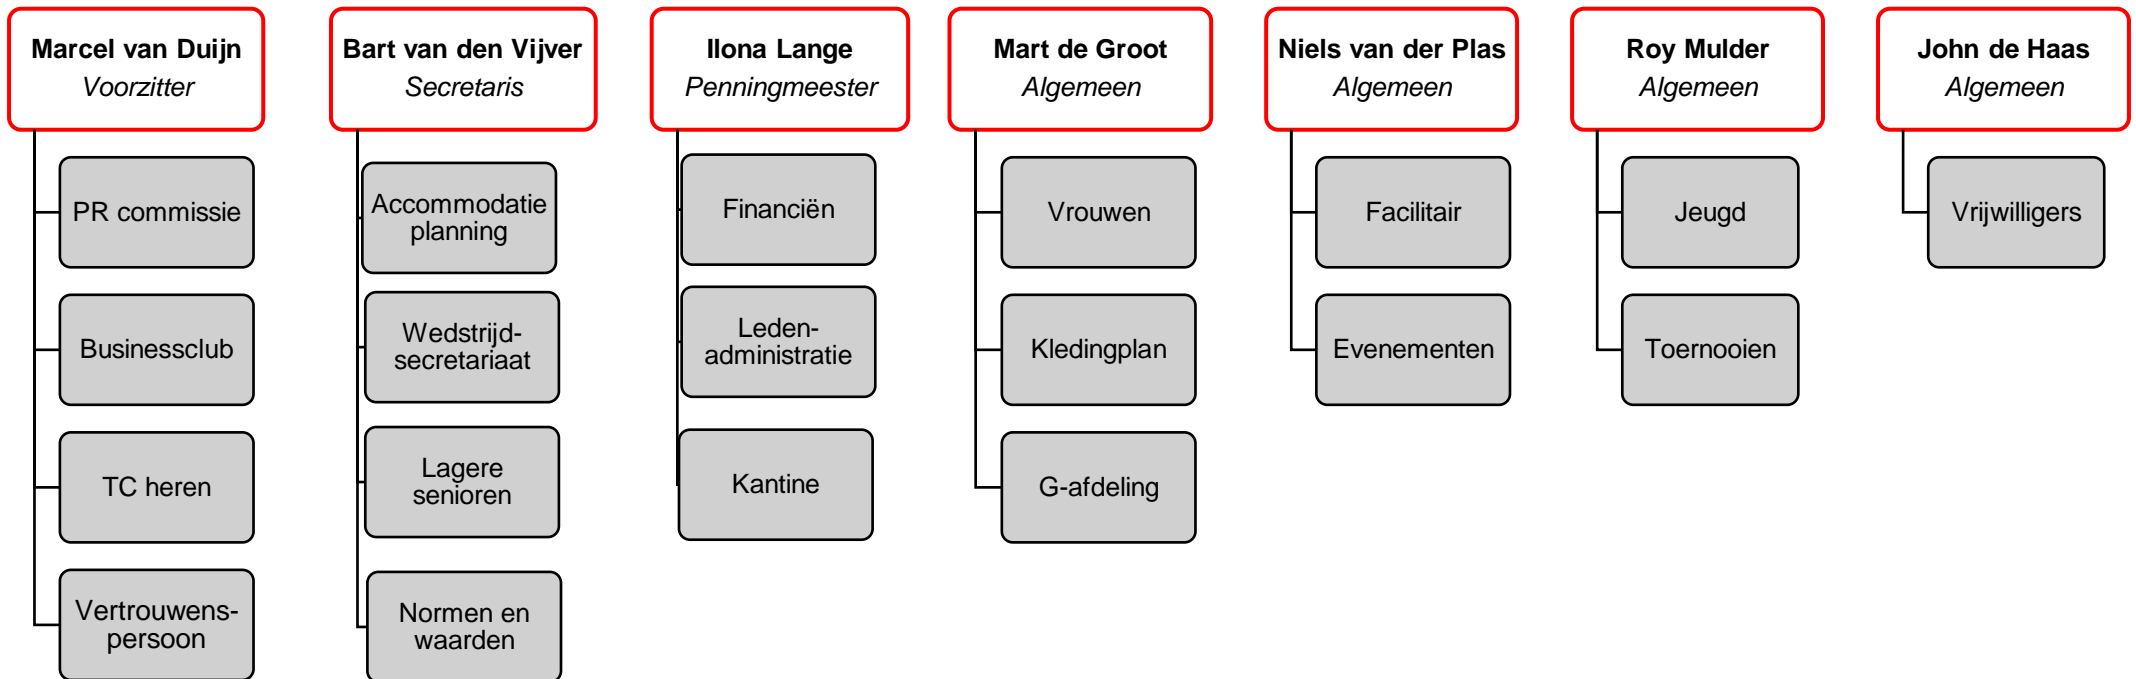 Marcel van Duijn
Voorzitter
PR commissie
Businessclub
TC heren
Vertrouwens-
persoon
Bart van den Vijver
Secretaris
Accommodatie
planning
Wedstrijd-
secretariaat
Lagere
senioren
Normen en
waarden
Ilona Lange
Penningmeester
Financiën
Leden-
administratie
Kantine
Mart de Groot
Algemeen
Vrouwen
Kledingplan
G-afdeling
Niels van der Plas
Algemeen
Facilitair
Evenementen
Roy Mulder
Algemeen
Jeugd
Toernooien
John de Haas
Algemeen
Vrijwilligers